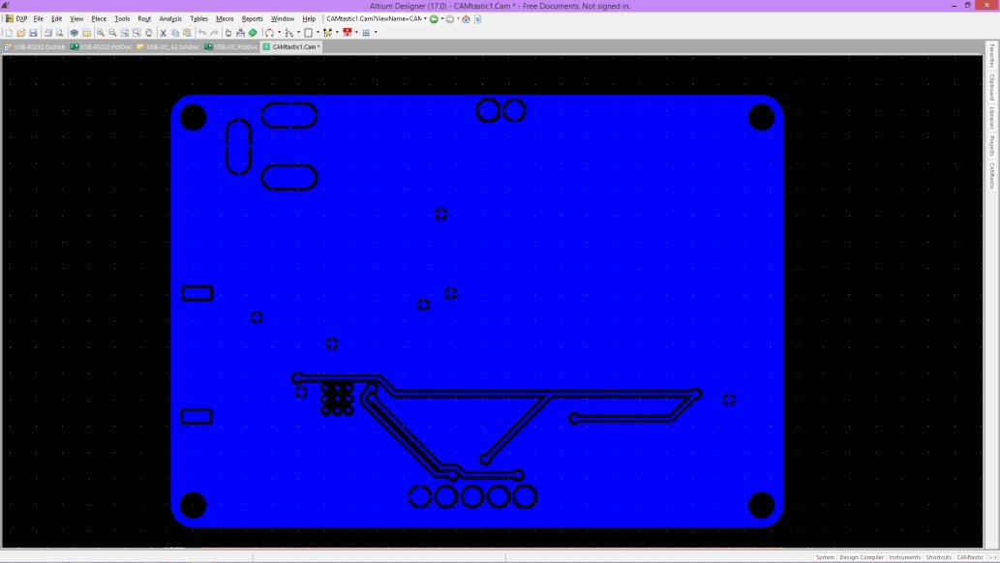 Altium Designer (17.0) - CAMtastic1.Cam * - Free Documents. Not signed in.
DXP File Edit View Place Tools Rout Analysis Tables Macro Reports Window Help CAMtastic1.Cam?ViewName=CAM
USB-RS232.OutJob USB-RS232.PcbDoc USB-I2C_A2.SchDoc USB-I2C.PcbDoc CAMtastic1.Cam *
Favorites
Clipboard
Libraries
Projects
CAMtastic
System Design Compiler Instruments Shortcuts CAMtastic >>